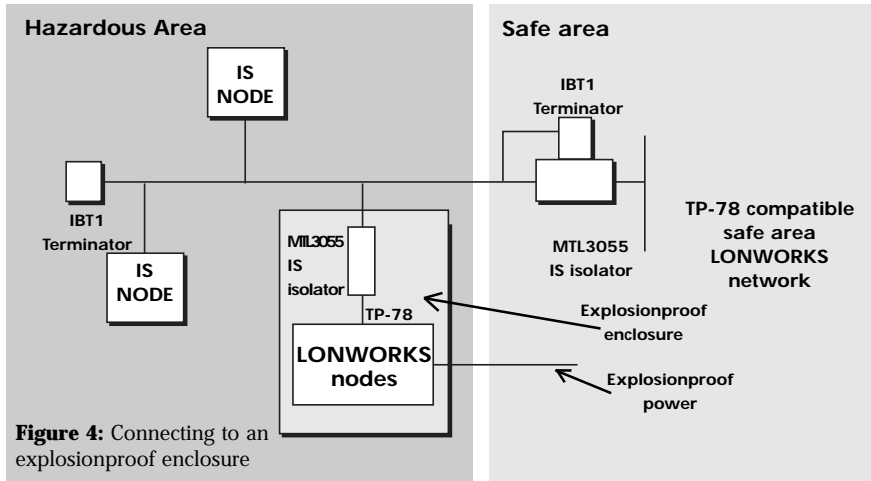 Hazardous Area
IS
NODE
IBT1
Terminator
IS
NODE
MTL3055
IS
isolator
TP-78
LONWORKS
nodes
Figure 4: Connecting to an
explosionproof enclosure
Safe area
IBT1
Terminator
MTL3055
IS isolator
TP-78 compatible
safe area
LONWORKS
network
Explosionproof
enclosure
Explosionproof
power